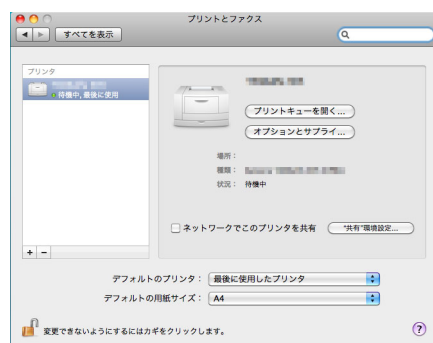 プリントとファクス
すべてを表示
プリンタ
待機中, 最後に使用
プリントキューを開く...
オプションとサプライ...
場所：
種類：
状況： 待機中
ネットワークでこのプリンタを共有
"共有"環境設定...
+ −
デフォルトのプリンタ： 最後に使用したプリンタ
デフォルトの用紙サイズ： A4
変更できないようにするにはカギをクリックします。
?